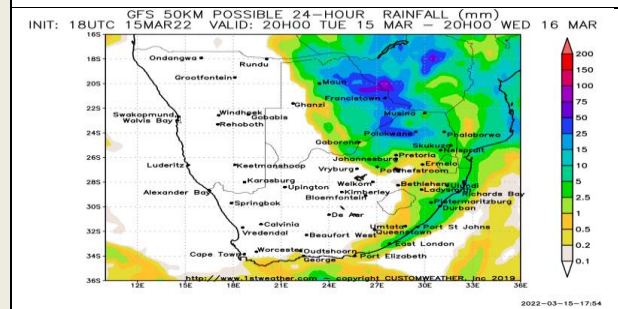 GFS 50KM POSSIBLE 24-HOUR RAINFALL (mm)
INIT: 18UTC 15MAR22 VALID: 20H00 TUE 15 MAR - 20H00 WED 16 MAR
16S
Ondangwa
Rundu
200
18S
150
Grootfontein
Maun
20S
100
Francistown
Ghanzi
75
22S
Musina
Swakopmund
Windhoek
Gobabis
50
Walvis Bay
Rehoboth
24S
Polokwane
Phalaborwa
25
Gaborone
Skukuza
15
Pretoria
Nelspruit
26S
Johannesburg
Ermelo
10
Luderitz
Keetmanshoop
Vryburg
Potchefstroom
28S
Karasburg
Upington
Welkom
Bethlehem
Ulundi
5
Alexander Bay
Kimberley
Ladysmith
Richards Bay
2.5
Bloemfontein
30S
Springbok
Pietermaritzburg
Durban
1
De Aar
32S
Calvinia
Umtata
Port St Johns
0.5
Vredendal
Beaufort West
Queenstown
East London
0.2
34S
Cape Town
Worcester
Oudtshoorn
George
Port Elizabeth
0.1
http://www.1stweather.com - copyright CUSTOMWEATHER, Inc 2019
36S
12E
15E
18E
21E
24E
27E
30E
33E
36E
2022-03-15-17:54